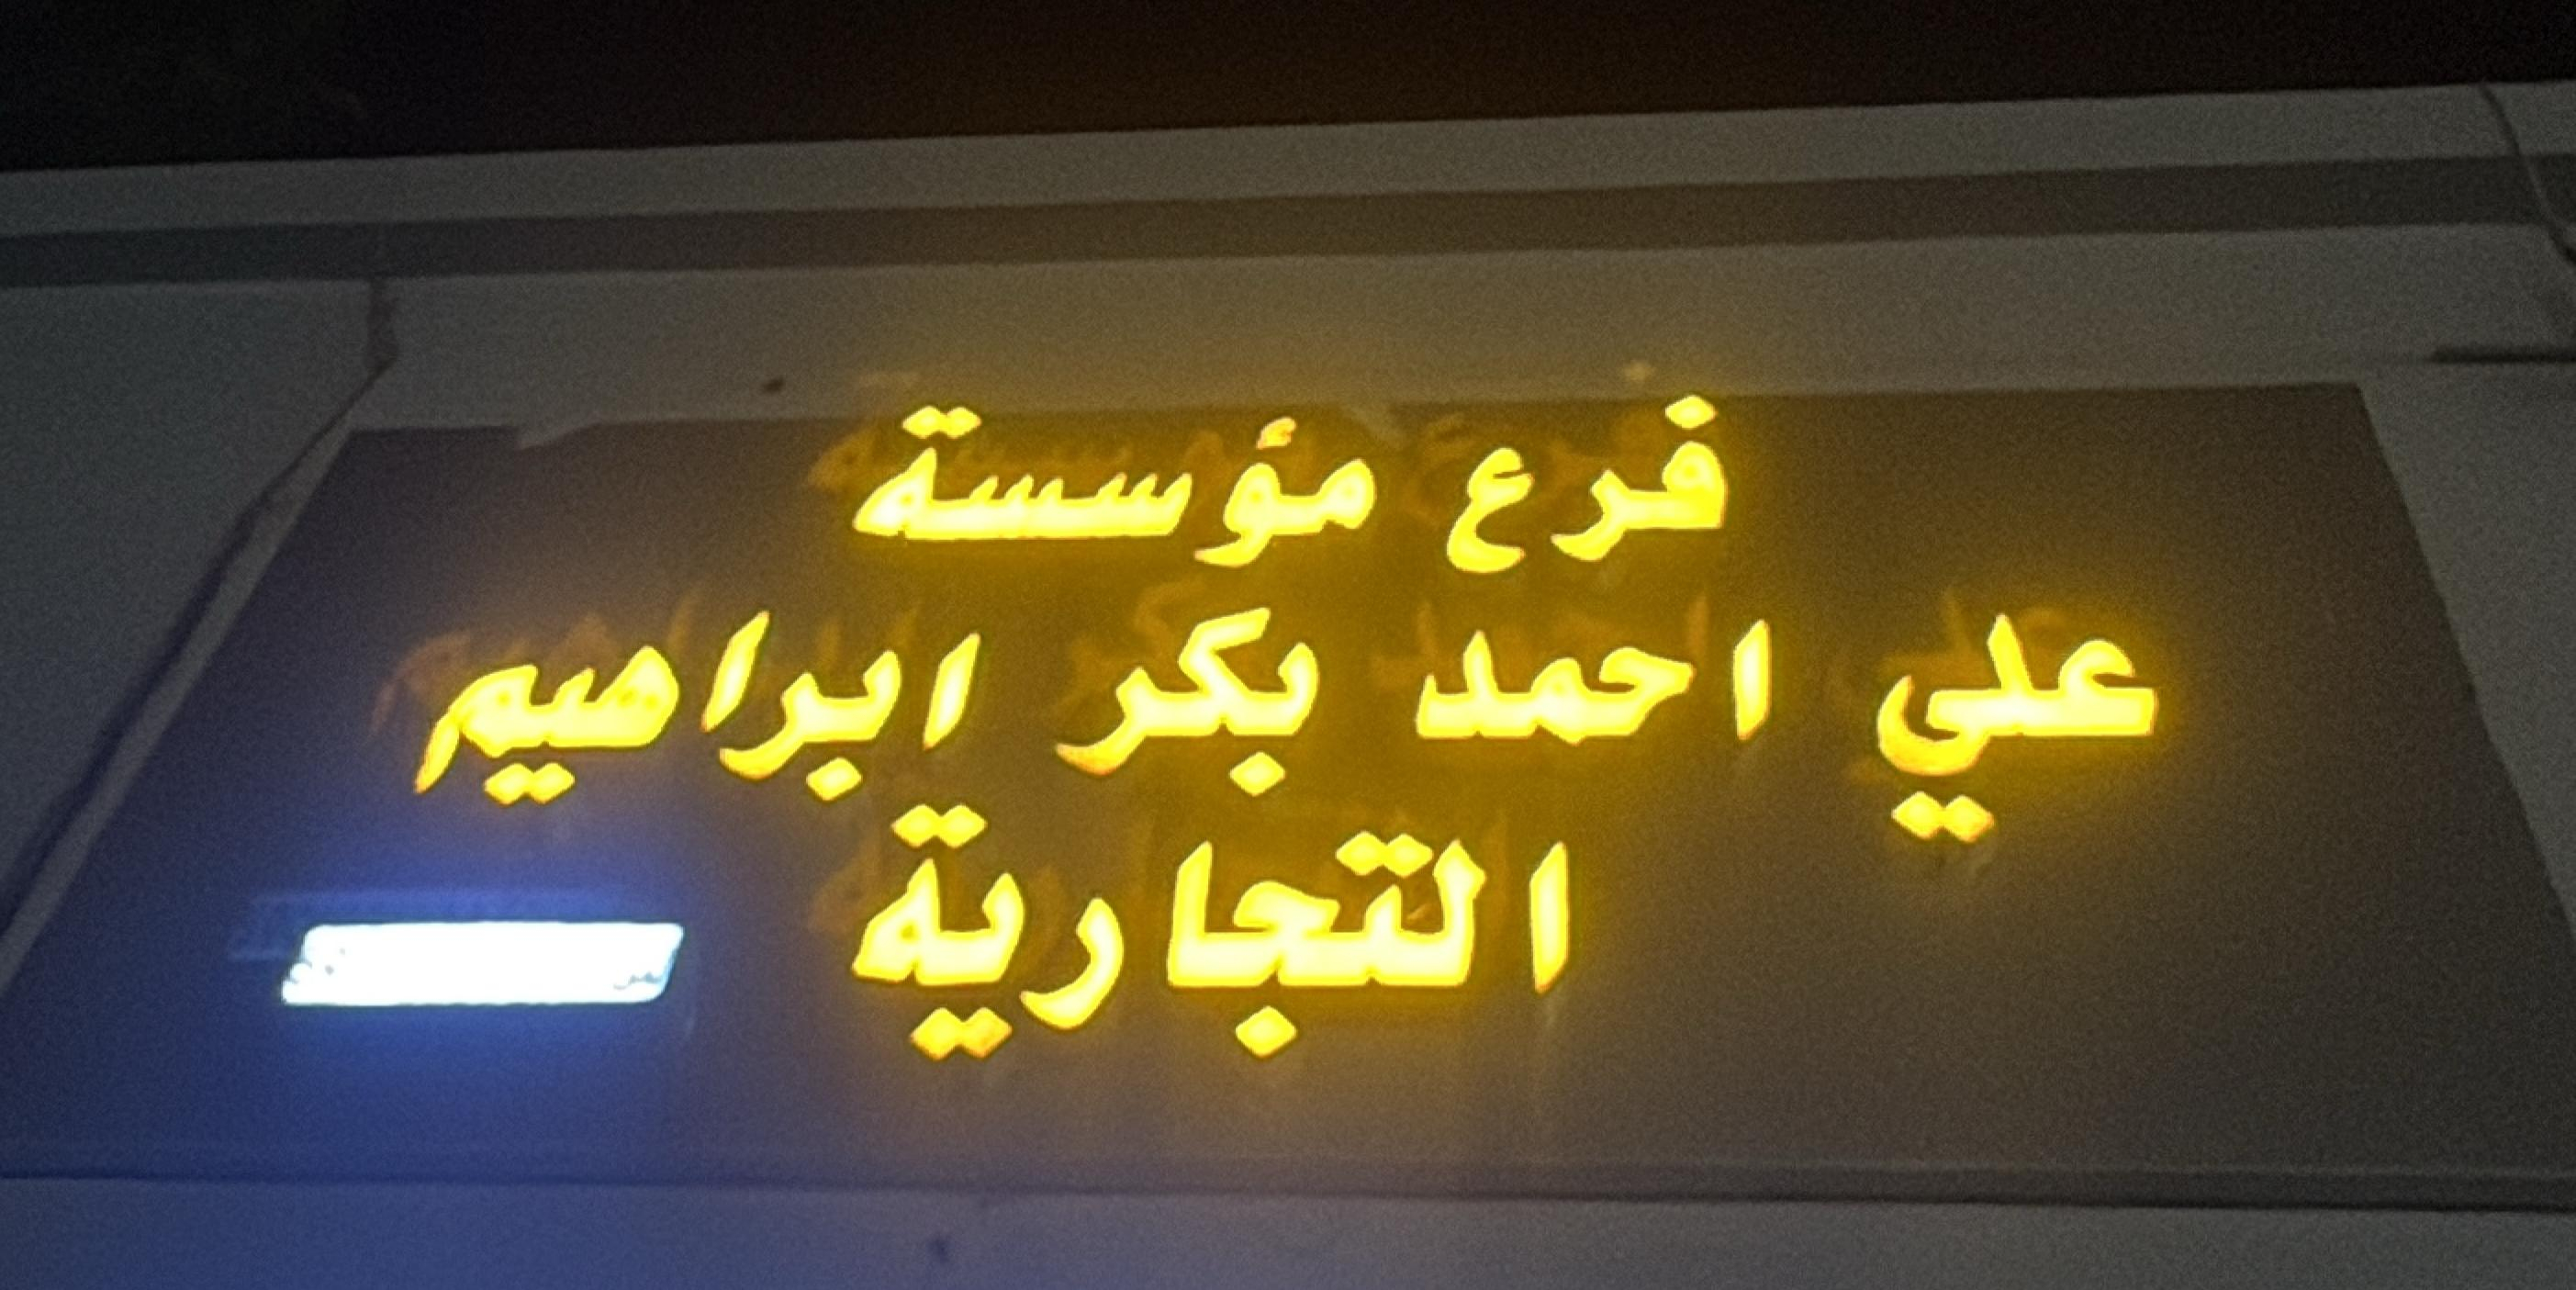 فرع مؤسسة
علي احمد بكر ابراهيم
التجارية